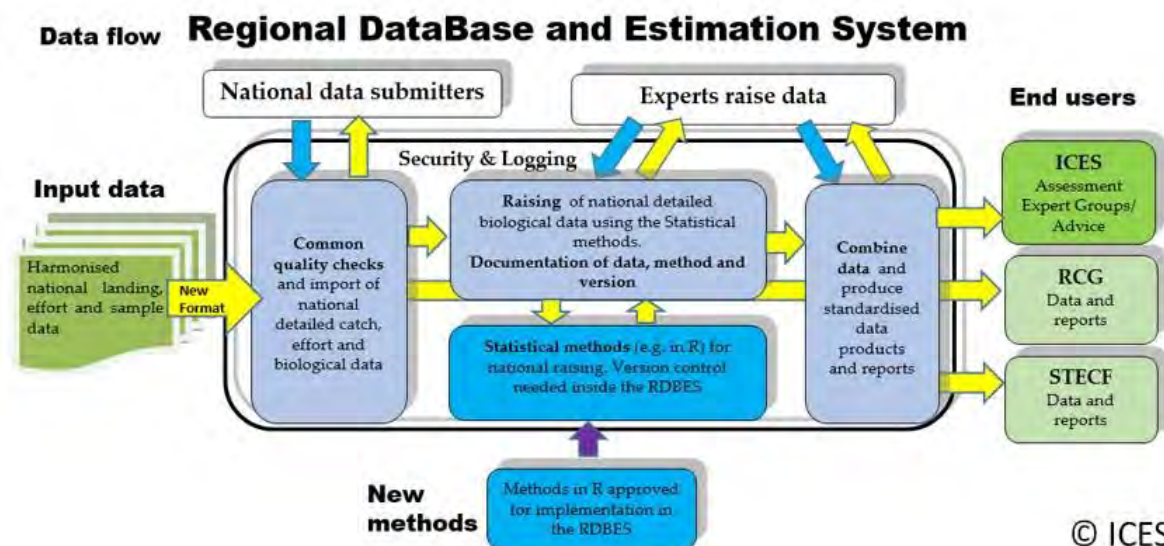 Data flow Regional DataBase and Estimation System
National data submitters
Experts raise data
End users
Security & Logging
Input data
Harmonised
national landing,
effort and sample
data
New
Format
Common
quality checks
and import of
national
detailed catch,
effort and
biological data
Raising of national detailed
biological data using the Statistical
methods.
Documentation of data, method and
version
Statistical methods (e.g. in R) for
national raising. Version control
needed inside the RDBES
Combine
data and
produce
standardised
data
products
and reports
ICES
Assessment
Expert Groups/
Advice
RCG
Data and
reports
STECF
Data and
reports
New
methods
Methods in R approved
for implementation in
the RDBES
© ICES